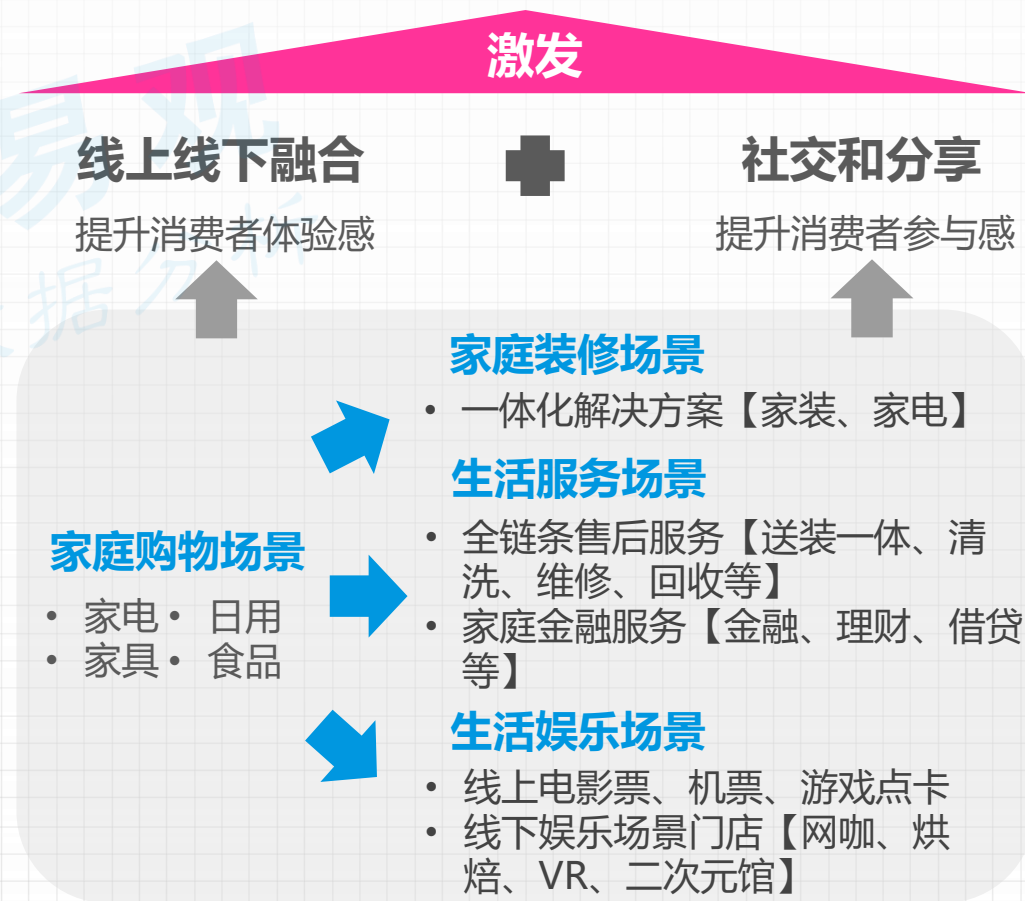 激发
线上线下融合
社交和分享
提升消费者体验感
提升消费者参与感
家庭购物场景
• 家电 • 日用
• 家具 • 食品
家庭装修场景
• 一体化解决方案【家装、家电】
生活服务场景
• 全链条售后服务【送装一体、清
洗、维修、回收等】
• 家庭金融服务【金融、理财、借贷
等】
生活娱乐场景
• 线上电影票、机票、游戏点卡
• 线下娱乐场景门店【网咖、烘
焙、VR、二次元馆】
易观
据分析